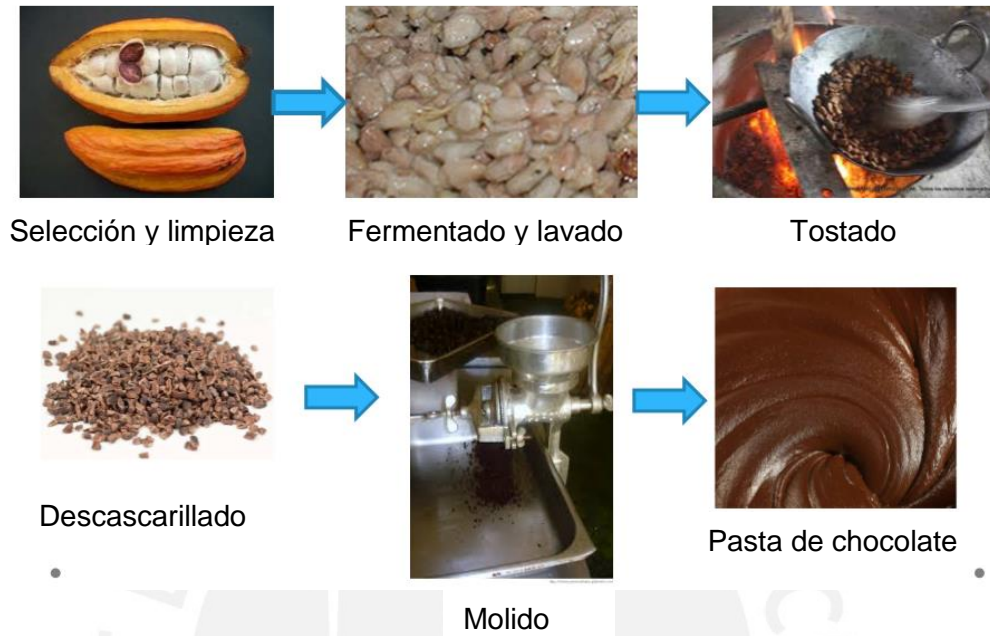 Selección y limpieza
Fermentado y lavado
Tostado
Descascarillado
Molido
Pasta de chocolate